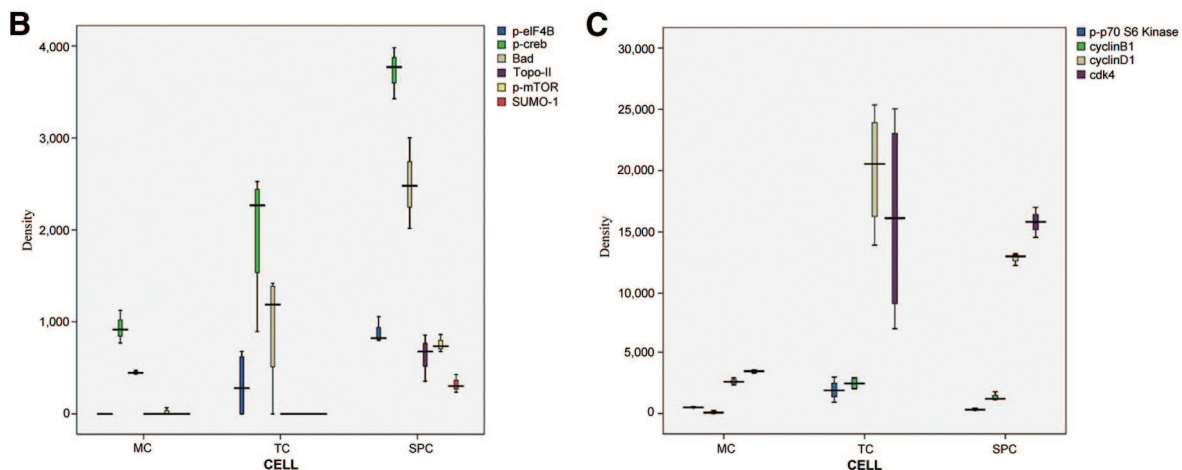 B
4,000
3,000
2,000
1,000
0
Density
MC TC SPC
CELL
p-eIF4B
p-creb
Bad
Topo-II
p-mTOR
SUMO-1
C
30,000
25,000
20,000
15,000
10,000
5,000
0
Density
MC TC SPC
CELL
p-p70 S6 Kinase
cyclinB1
cyclinD1
cdk4